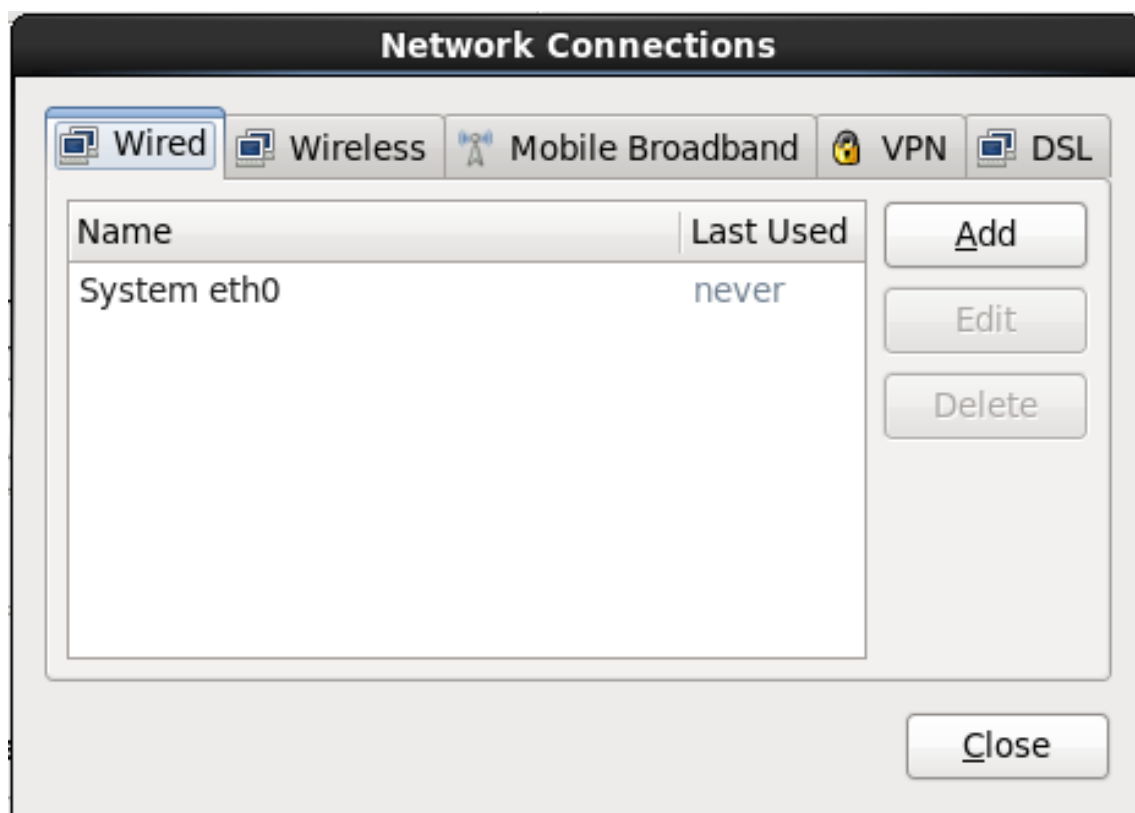 Network Connections
Wired Wireless Mobile Broadband VPN DSL
Name Last Used Add
System eth0 never
Edit
Delete
Close